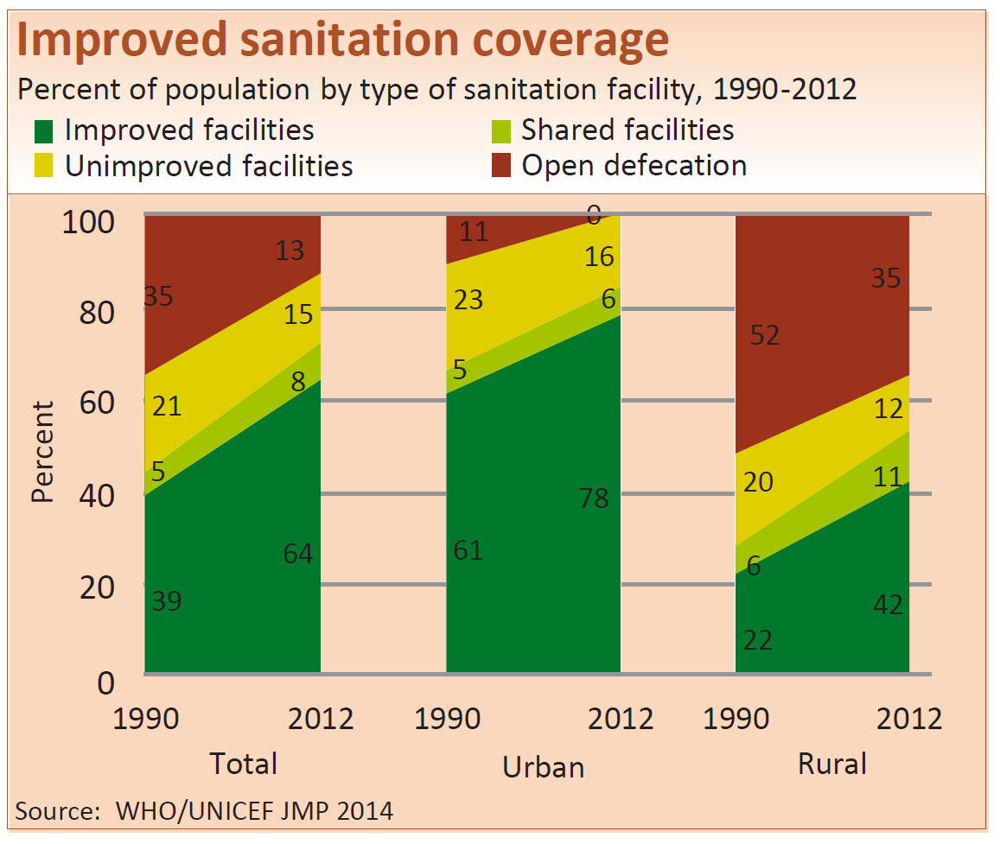 Improved sanitation coverage
Percent of population by type of sanitation facility, 1990-2012
Improved facilities Shared facilities
Unimproved facilities Open defecation
Percent
100
80
60
40
20
0
35 13
21 15
5 8
39 64
11 0
23 16
5 6
61 78
52 35
20 12
6 11
22 42
1990 2012 1990 2012 1990 2012
Total Urban Rural
Source: WHO/UNICEF JMP 2014